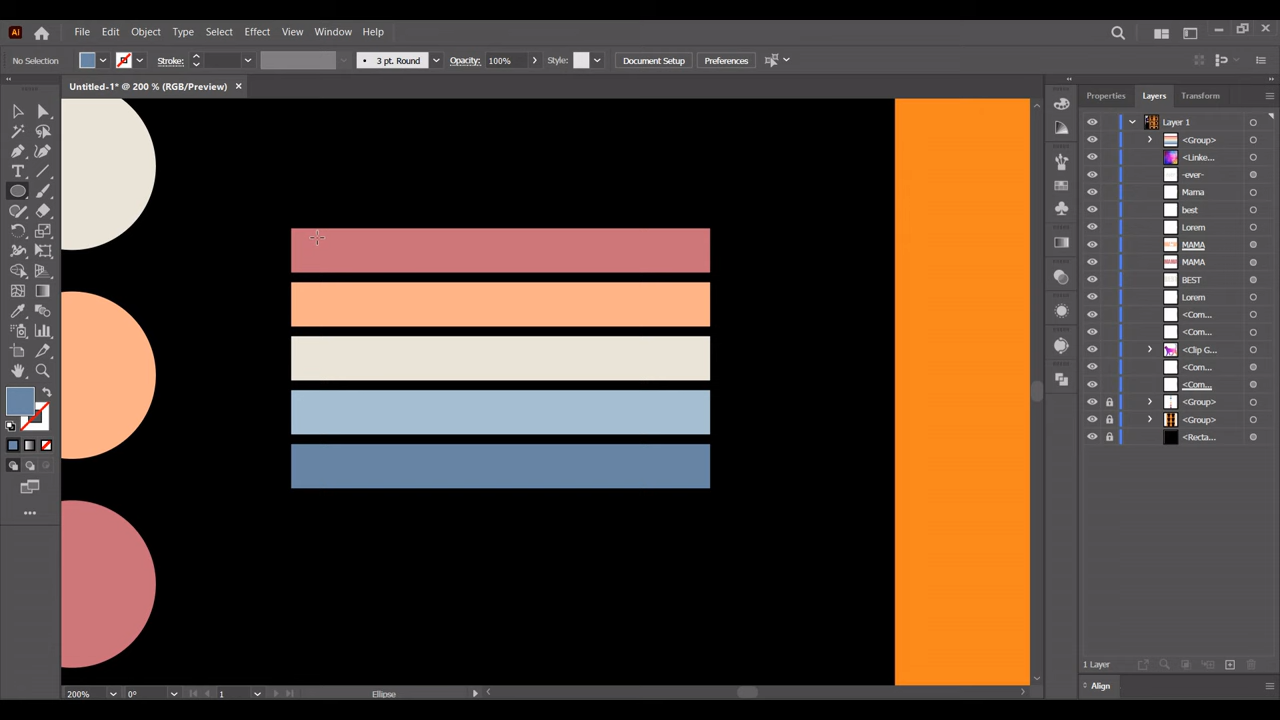 Ai File Edit Object Type Select Effect View Window Help
No Selection Stroke: 3 pt. Round Opacity: 100% Style: Document Setup Preferences
Untitled-1* @ 200 % (RGB/Preview)
Properties Layers Transform
Layer 1
<Group>
<Linke...
-ever-
Mama
best
Lorem
MAMA
MAMA
BEST
Lorem
<Com...
<Com...
<Clip G...
<Com...
<Com...
<Group>
<Group>
<Recta...
1 Layer
Align
200% 0° 1 Ellipse